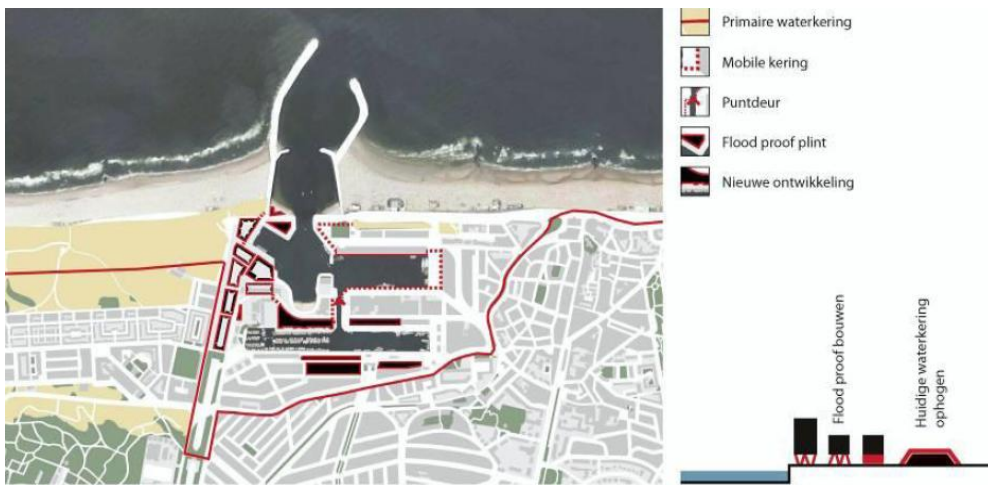 Primaire waterkering
Mobile kering
Puntdeur
Flood proof plint
Nieuwe ontwikkeling
Flood proof bouwen
Huidige waterkering
ophogen